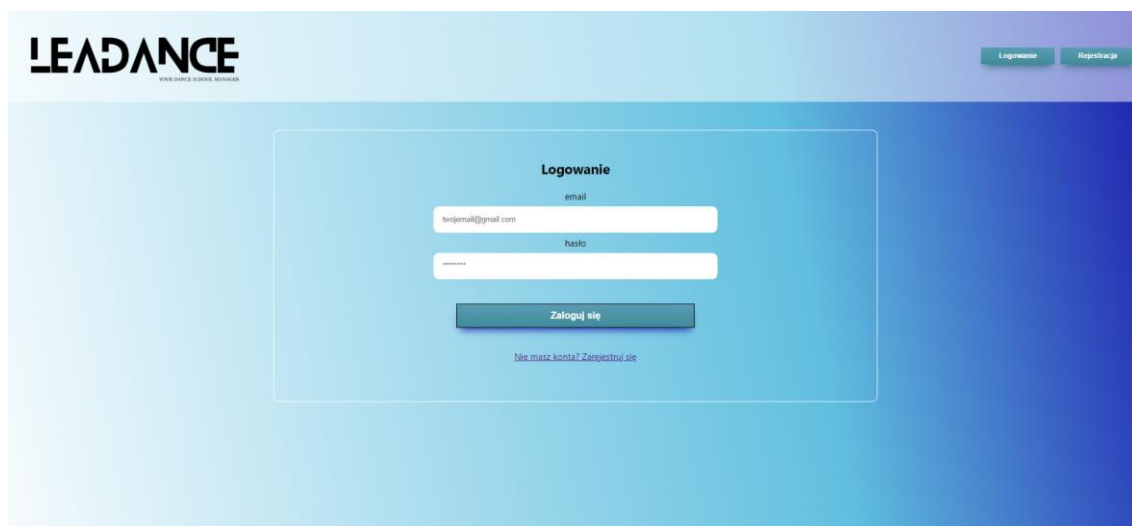 LEADANCE
YOUR DANCE SCHOOL MANAGER
Logowanie
Rejestracja
Logowanie
email
twojemail@gmail.com
hasło
********
Zaloguj się
Nie masz konta? Zarejestruj się